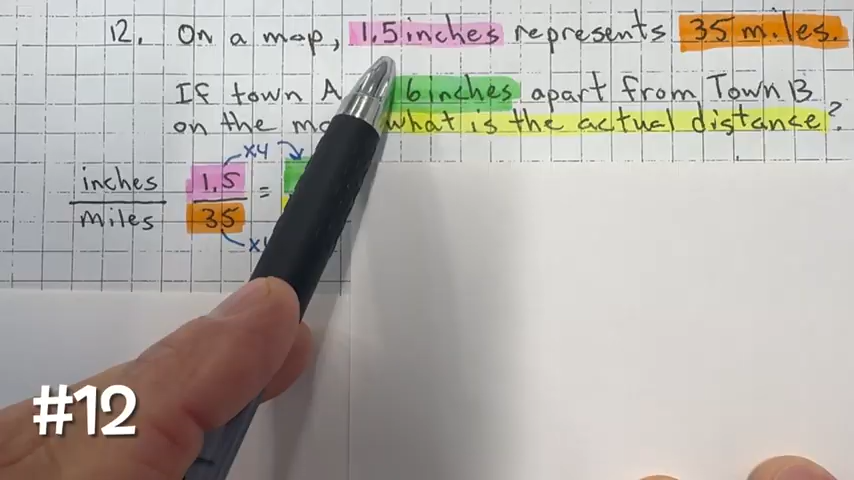 12. On a map, 1.5 inches represents 35 miles.
If town A 6 inches apart from Town B
on the what is the actual distance?
x4
inches 1.5 =
miles 35
#12